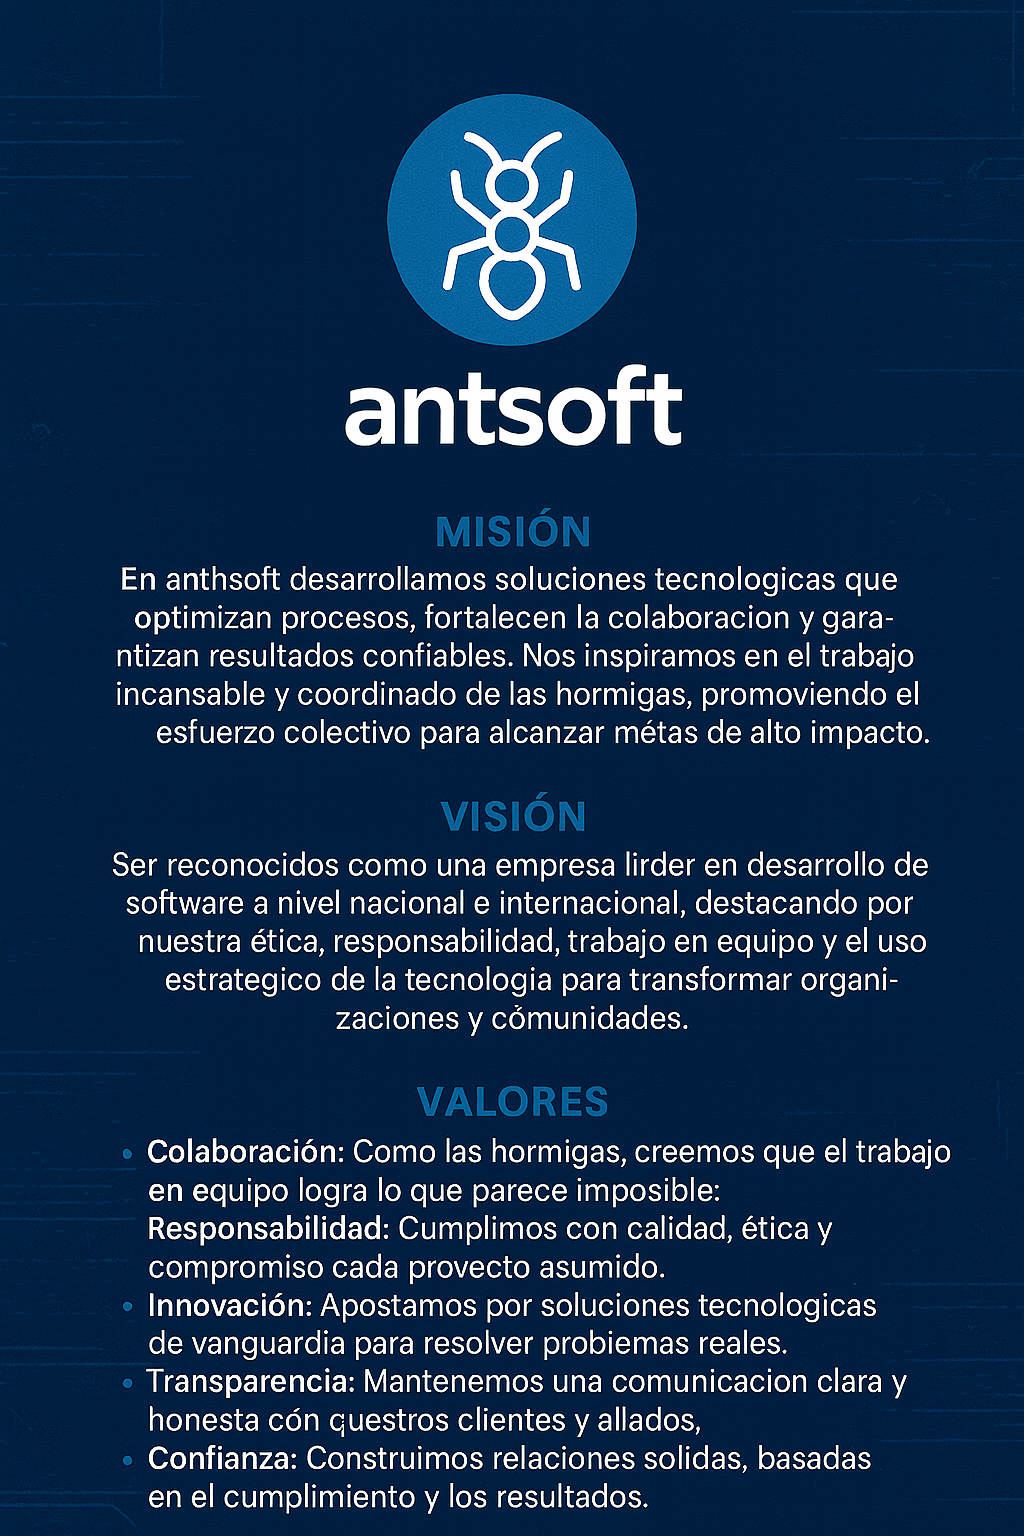 antsoft
MISIÓN
En anthsoft desarrollamos soluciones tecnologicas que
optimizan procesos, fortalecen la colaboracion y gara-
ntizan resultados confiables. Nos inspiramos en el trabajo
incansable y coordinado de las hormigas, promoviendo el
esfuerzo colectivo para alcanzar métas de alto impacto.
VISIÓN
Ser reconocidos como una empresa lirder en desarrollo de
software a nivel nacional e internacional, destacando por
nuestra ética, responsabilidad, trabajo en equipo y el uso
estrategico de la tecnologia para transformar organi-
zaciones y cómunidades.
VALORES
• Colaboración: Como las hormigas, creemos que el trabajo
en equipo logra lo que parece imposible:
Responsabilidad: Cumplimos con calidad, ética y
compromiso cada provecto asumido.
• Innovación: Apostamos por soluciones tecnologicas
de vanguardia para resolver probiemas reales.
• Transparencia: Mantenemos una comunicacion clara y
honesta cón questros clientes y allados,
• Confianza: Construimos relaciones solidas, basadas
en el cumplimiento y los resultados.